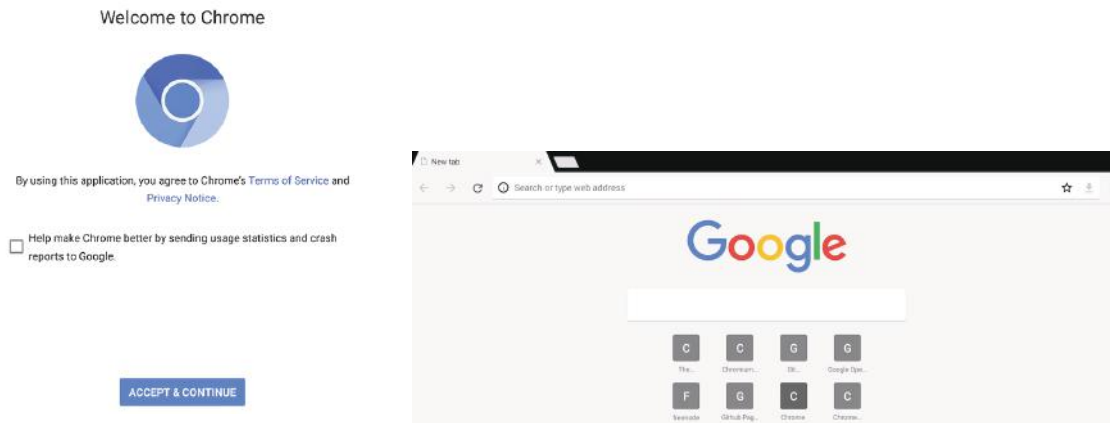 Welcome to Chrome
By using this application, you agree to Chrome's Terms of Service and
Privacy Notice.
Help make Chrome better by sending usage statistics and crash
reports to Google.
ACCEPT & CONTINUE
New tab
Search or type web address
Google
C C G G
The... Chromium... Git... Google Ope...
F G C C
Github Pag... Chrome Chrome...